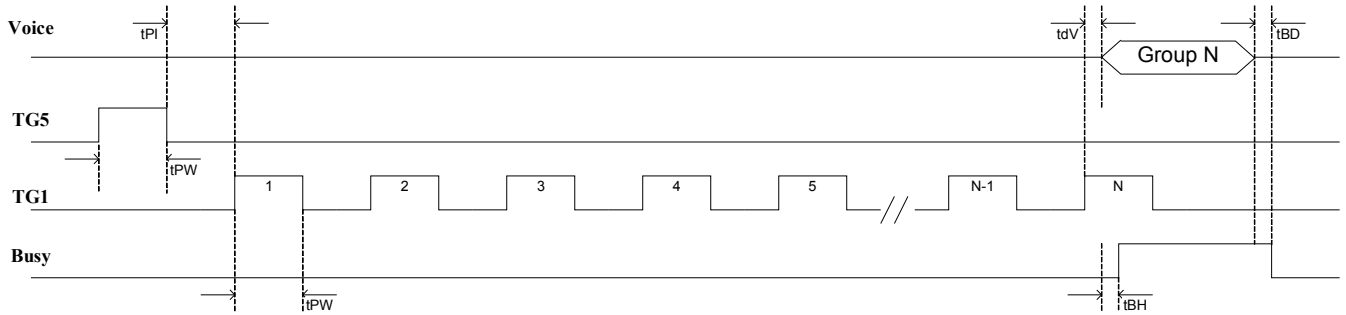 Voice
tPI
tdV
Group N
tBD
TG5
tPW
TG1
1
2
3
4
5
N-1
N
Busy
tPW
tBH